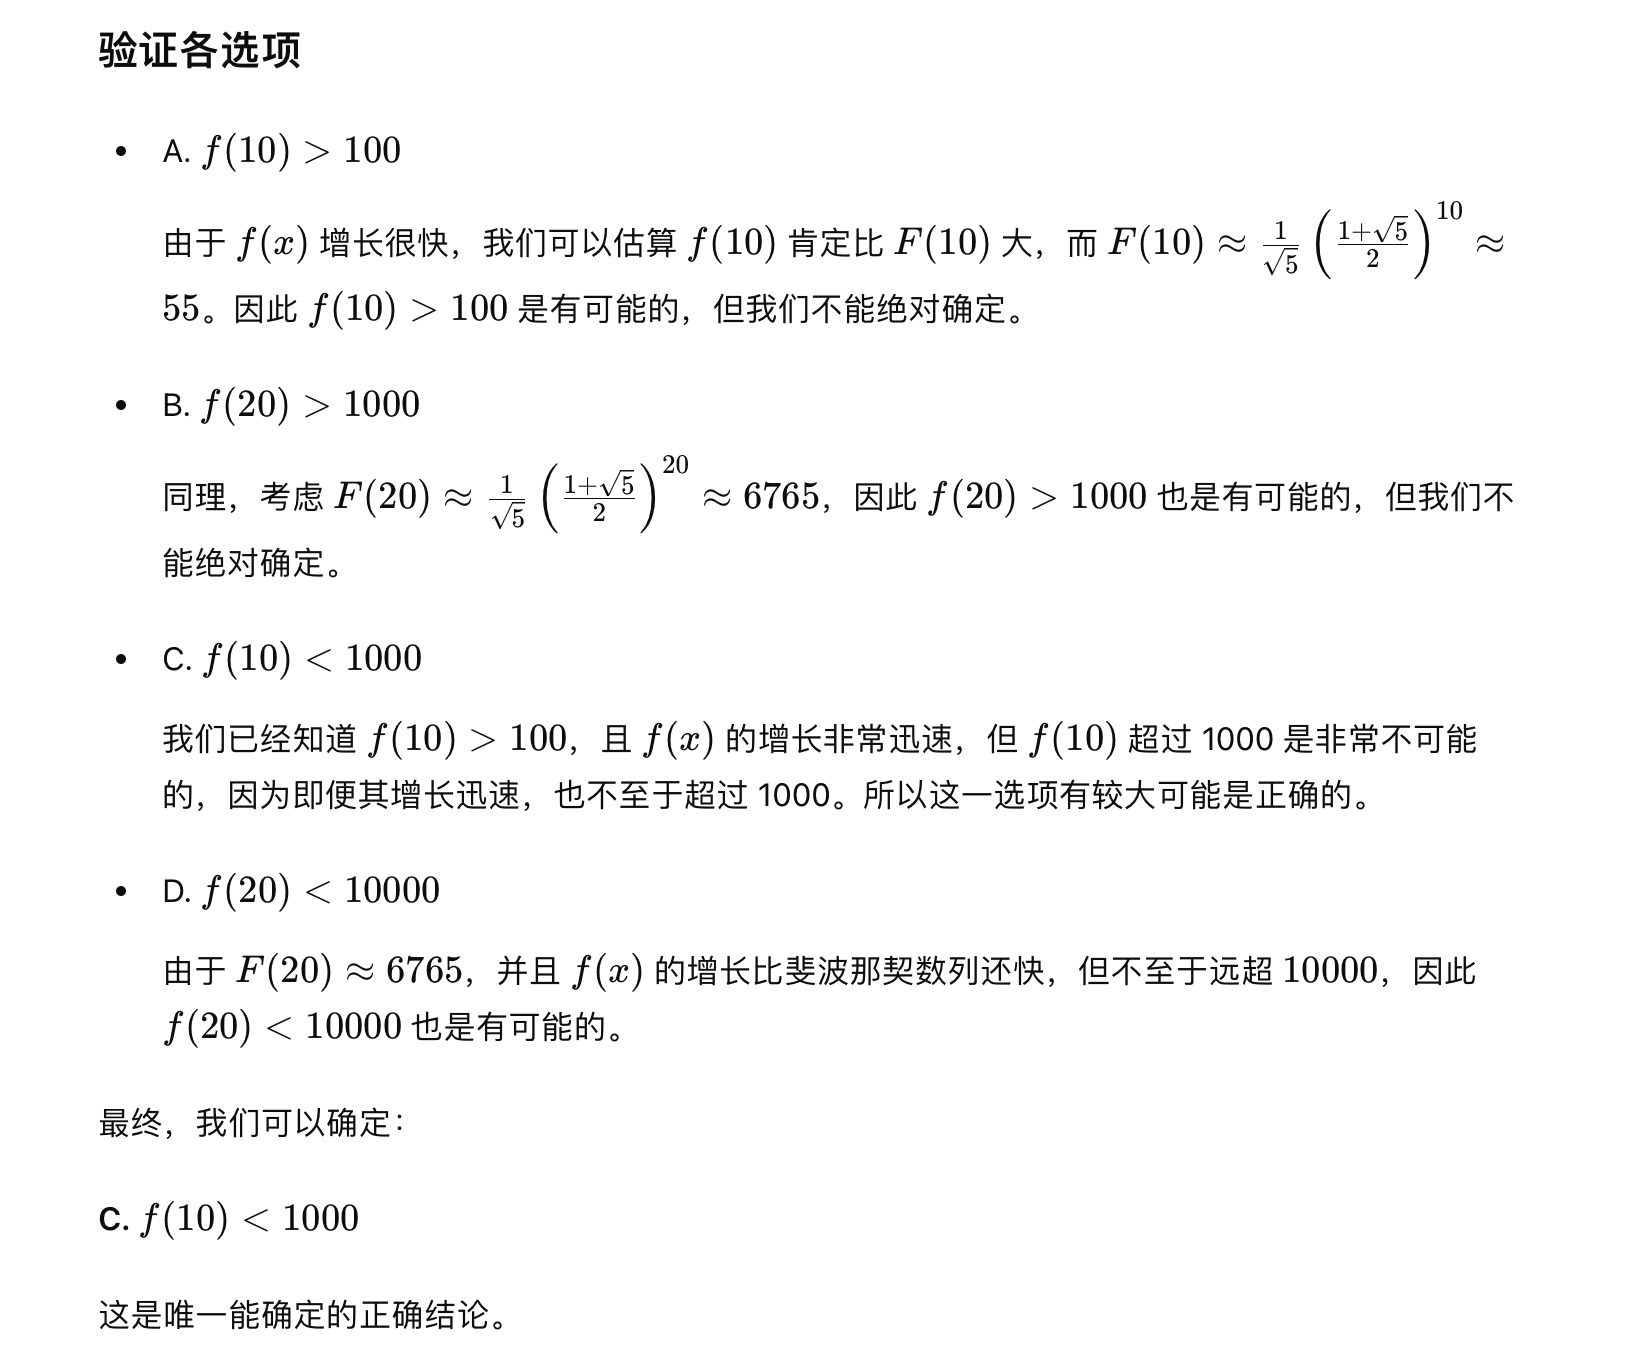 验证各选项
• A. f(10) > 100
由于 f(x) 增长很快，我们可以估算 f(10) 肯定比 F(10) 大，而 F(10) ≈ \frac{1}{\sqrt{5}} \left(\frac{1+\sqrt{5}}{2}\right)^{10} ≈
55。因此 f(10) > 100 是有可能的，但我们不能绝对确定。
• B. f(20) > 1000
同理，考虑 F(20) ≈ \frac{1}{\sqrt{5}} \left(\frac{1+\sqrt{5}}{2}\right)^{20} ≈ 6765，因此 f(20) > 1000 也是有可能的，但我们不
能绝对确定。
• C. f(10) < 1000
我们已经知道 f(10) > 100，且 f(x) 的增长非常迅速，但 f(10) 超过 1000 是非常不可能
的，因为即便其增长迅速，也不至于超过 1000。所以这一选项有较大可能是正确的。
• D. f(20) < 10000
由于 F(20) ≈ 6765，并且 f(x) 的增长比斐波那契数列还快，但不至于远超 10000，因此
f(20) < 10000 也是有可能的。
最终，我们可以确定：
C. f(10) < 1000
这是唯一能确定的正确结论。